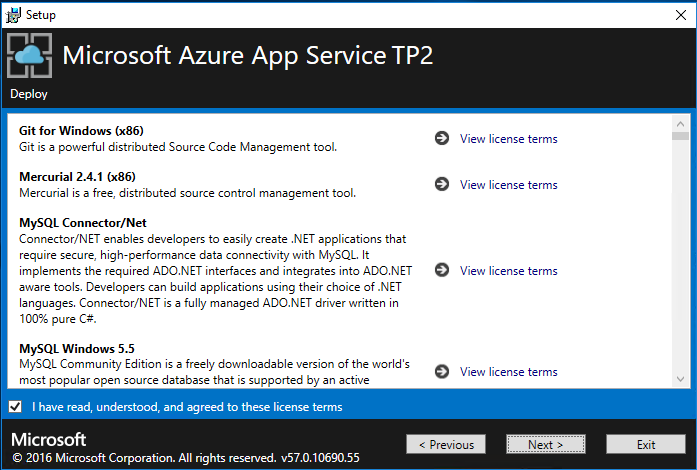 Setup
Microsoft Azure App Service TP2
Deploy
Git for Windows (x86)
Git is a powerful distributed Source Code Management tool.
View license terms
Mercurial 2.4.1 (x86)
Mercurial is a free, distributed source control management tool.
View license terms
MySQL Connector/Net
Connector/NET enables developers to easily create .NET applications that
require secure, high-performance data connectivity with MySQL. It
implements the required ADO.NET interfaces and integrates into ADO.NET
aware tools. Developers can build applications using their choice of .NET
languages. Connector/NET is a fully managed ADO.NET driver written in
100% pure C#.
View license terms
MySQL Windows 5.5
MySQL Community Edition is a freely downloadable version of the world's
most popular open source database that is supported by an active
View license terms
I have read, understood, and agreed to these license terms
Microsoft
© 2016 Microsoft Corporation. All rights reserved. v57.0.10690.55
< Previous
Next >
Exit